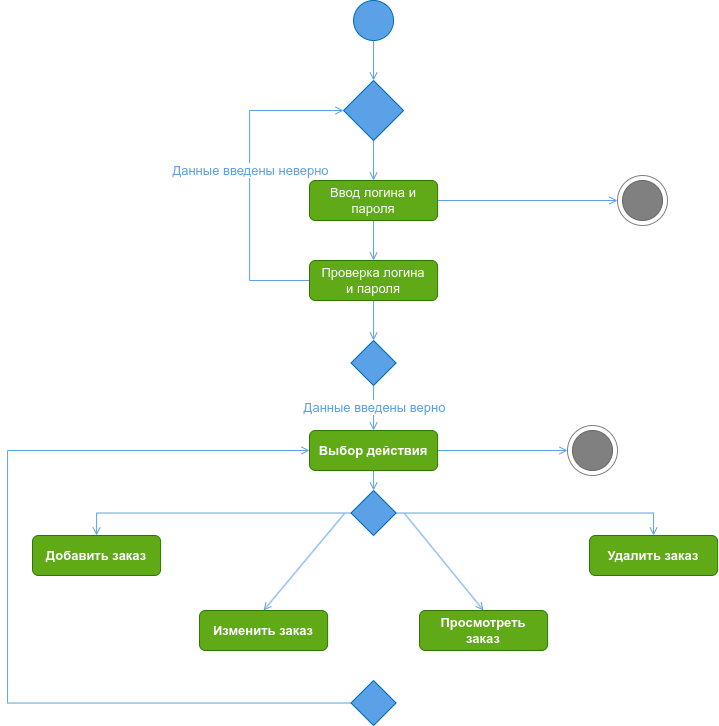 Данные введены неверно
Ввод логина и
пароля
Проверка логина
и пароля
Данные введены верно
Выбор действия
Добавить заказ
Удалить заказ
Изменить заказ
Просмотреть
заказ